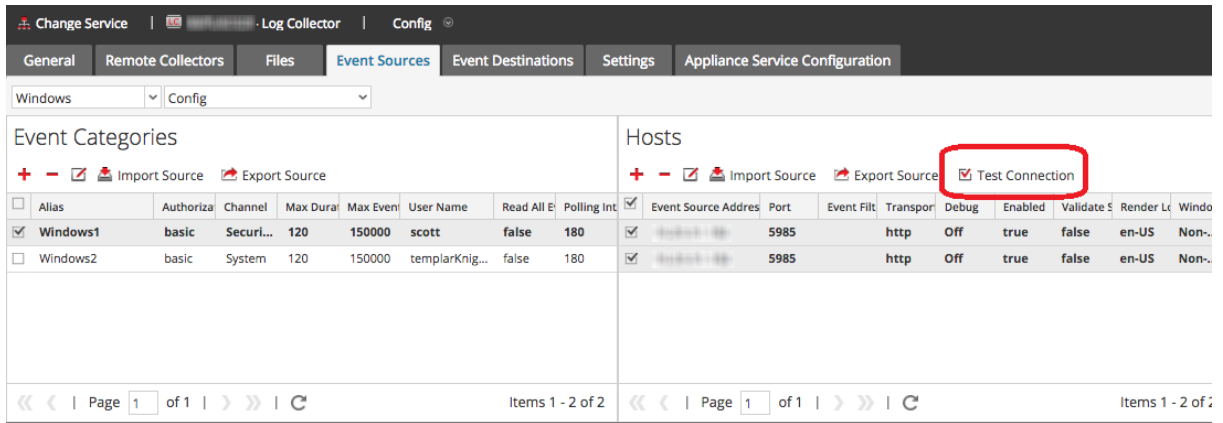 Change Service | LC - Log Collector | Config
General Remote Collectors Files Event Sources Event Destinations Settings Appliance Service Configuration
Windows Config
Event Categories
Import Source Export Source
Alias Authoriza Channel Max Durat Max Event User Name Read All E Polling Int
Windows1 basic Securi... 120 150000 scott false 180
Windows2 basic System 120 150000 templarKnig... false 180
Page 1 of 1 | Items 1 - 2 of 2
Hosts
Import Source Export Source Test Connection
Event Source Addres Port Event Filt Transpor Debug Enabled Validate S Render Lo Windo
5985 http Off true false en-US Non-..
5985 http Off true false en-US Non-..
Page 1 of 1 | Items 1 - 2 of 2